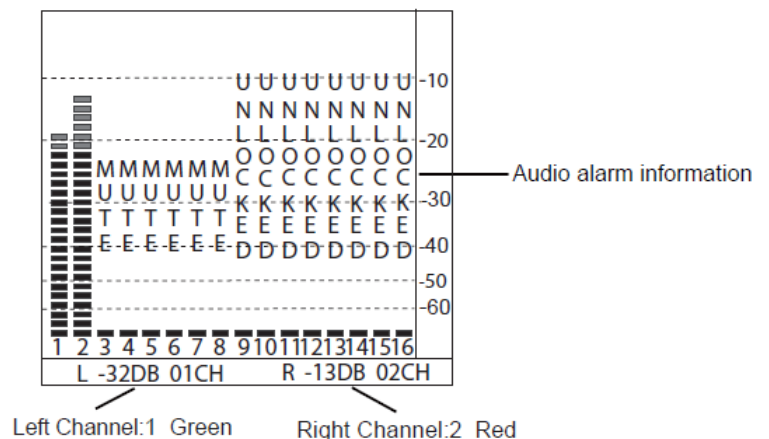 -10
-20
-30
-40
-50
-60
MUTE MUTE MUTE MUTE MUTE MUTE
UNLOCKED UNLOCKED UNLOCKED UNLOCKED UNLOCKED UNLOCKED UNLOCKED UNLOCKED
Audio alarm information
1 2 3 4 5 6 7 8 9 10 11 12 13 14 15 16
L -32DB 01CH R -13DB 02CH
Left Channel:1 Green Right Channel:2 Red